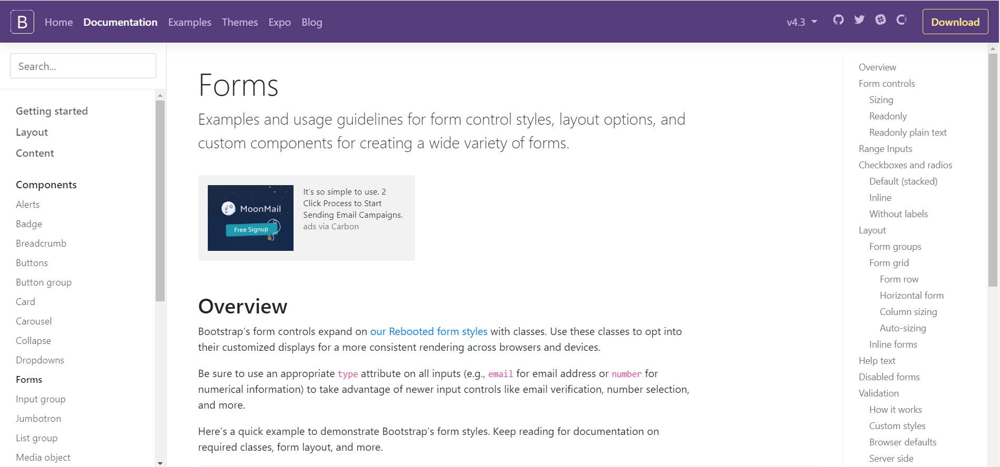 B Home Documentation Examples Themes Expo Blog v4.3 Download
Search...
Getting started
Layout
Content
Components
Alerts
Badge
Breadcrumb
Buttons
Button group
Card
Carousel
Collapse
Dropdowns
Forms
Input group
Jumbotron
List group
Media object
Forms
Examples and usage guidelines for form control styles, layout options, and
custom components for creating a wide variety of forms.
MoonMail
Free Signup
It's so simple to use. 2
Click Process to Start
Sending Email Campaigns.
ads via Carbon
Overview
Bootstrap's form controls expand on our Rebooted form styles with classes. Use these classes to opt into
their customized displays for a more consistent rendering across browsers and devices.
Be sure to use an appropriate type attribute on all inputs (e.g., email for email address or number for
numerical information) to take advantage of newer input controls like email verification, number selection,
and more.
Here's a quick example to demonstrate Bootstrap's form styles. Keep reading for documentation on
required classes, form layout, and more.
Overview
Form controls
Sizing
Readonly
Readonly plain text
Range Inputs
Checkboxes and radios
Default (stacked)
Inline
Without labels
Layout
Form groups
Form grid
Form row
Horizontal form
Column sizing
Auto-sizing
Inline forms
Help text
Disabled forms
Validation
How it works
Custom styles
Browser defaults
Server side